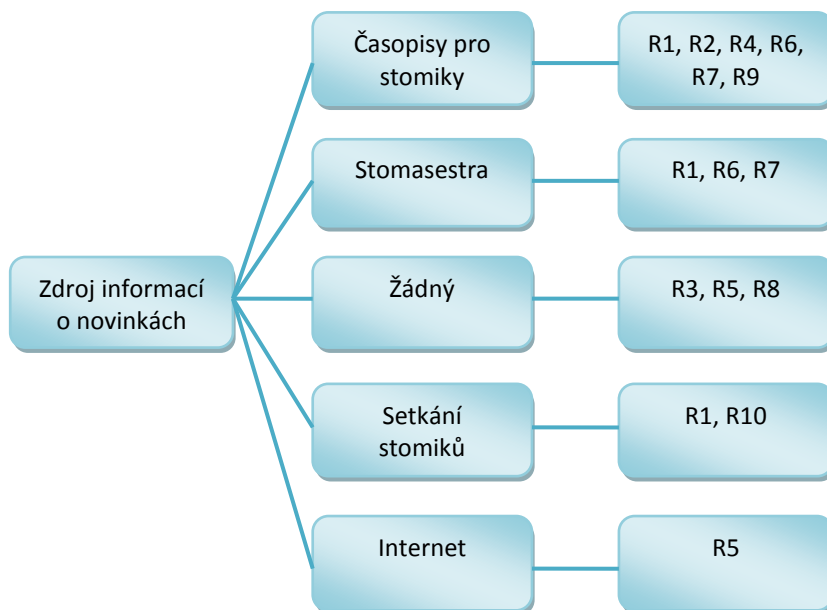 Časopisy pro
stomiky
R1, R2, R4, R6,
R7, R9
Stomasestra
R1, R6, R7
Zdroj informací
o novinkách
Žádný
R3, R5, R8
Setkání
stomiků
R1, R10
Internet
R5